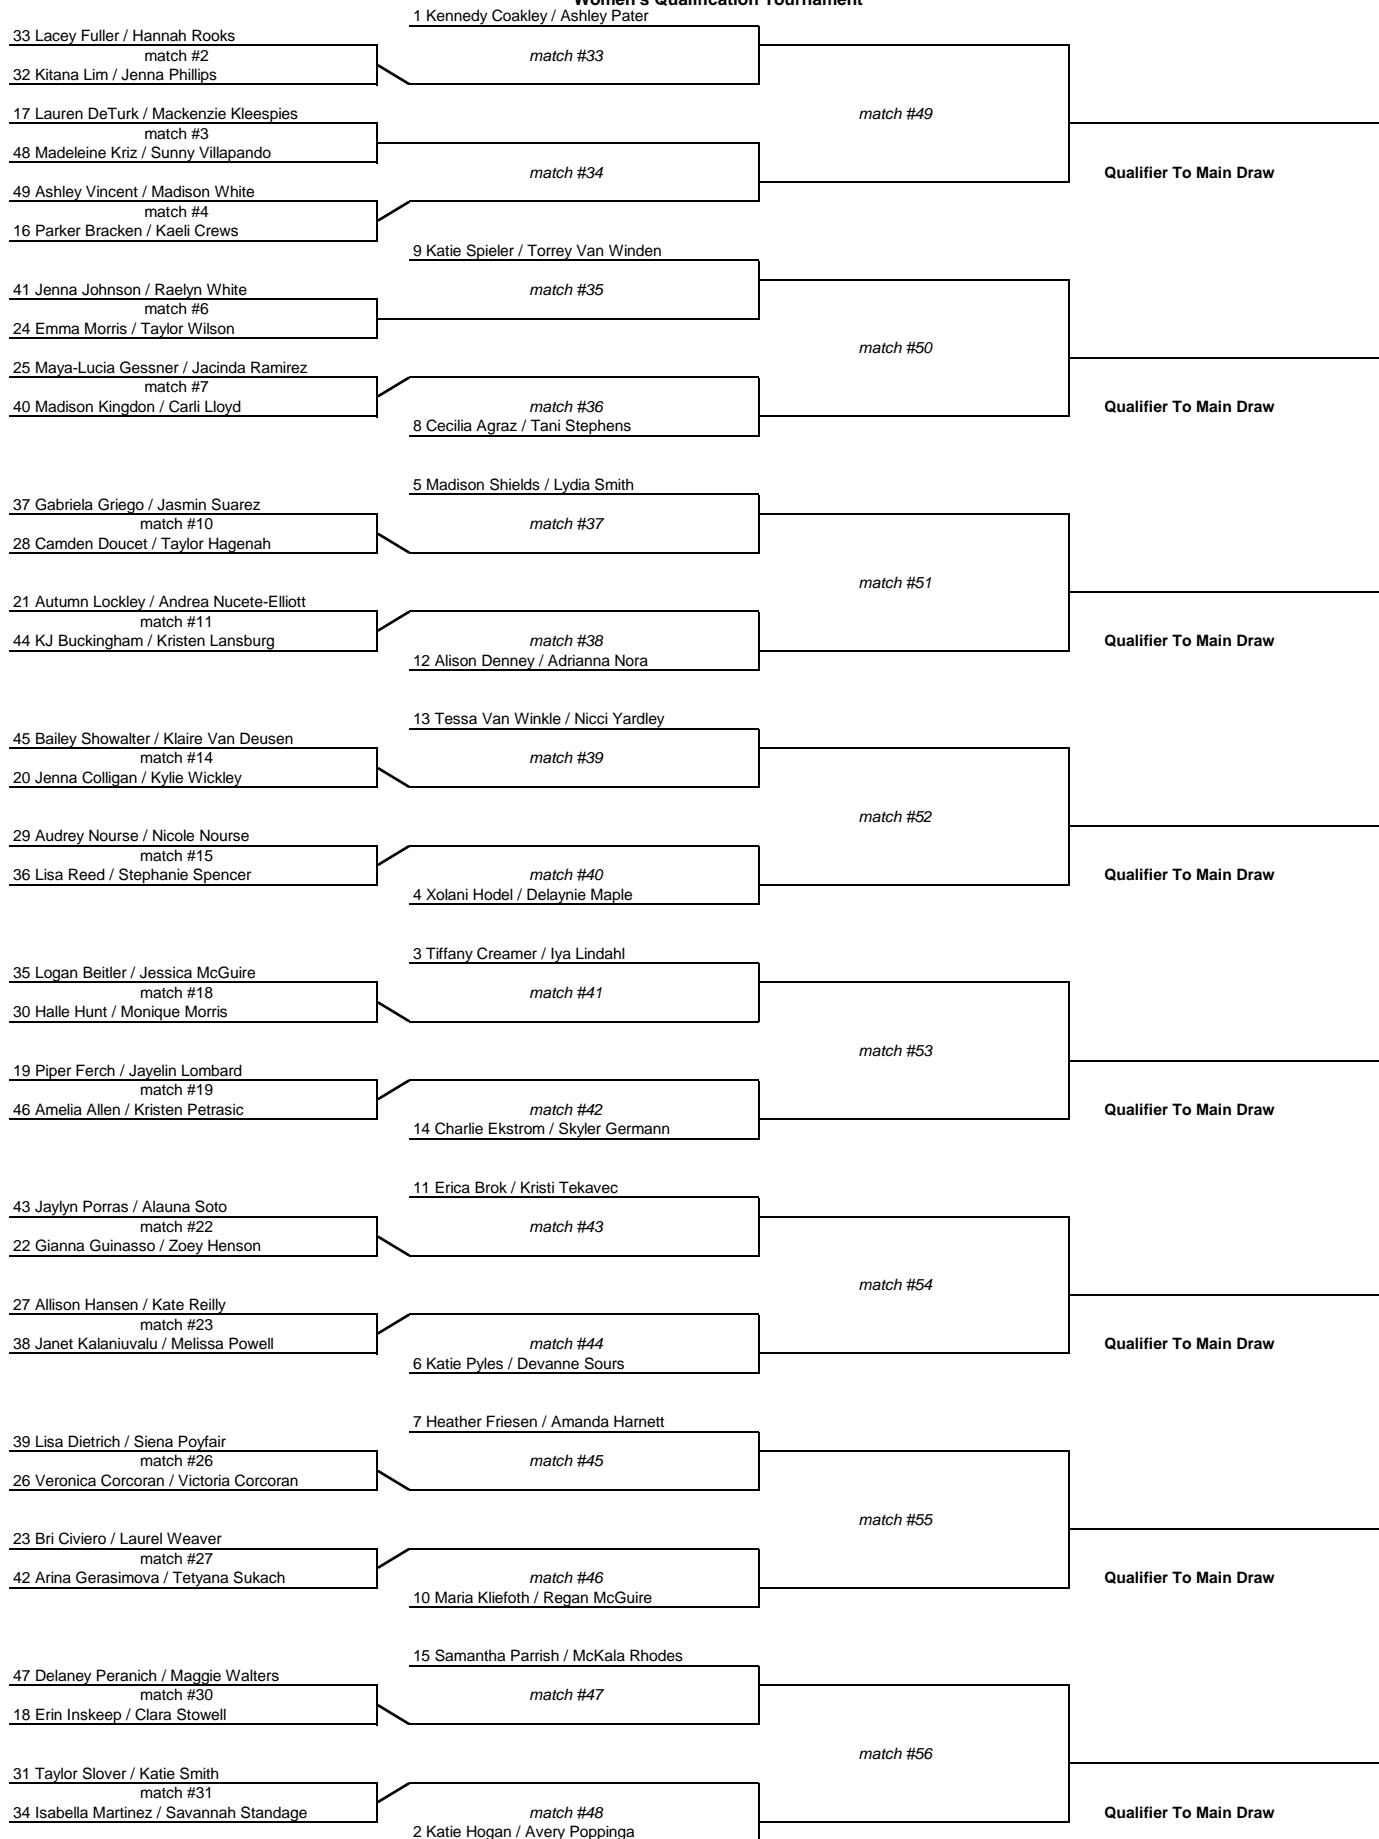 Women's Qualification Tournament
1 Kennedy Coakley / Ashley Pater
33 Lacey Fuller / Hannah Rooks
match #2
match #33
32 Kitana Lim / Jenna Phillips
17 Lauren DeTurk / Mackenzie Kleespies
match #49
match #3
48 Madeleine Kriz / Sunny Villapando
match #34
Qualifier To Main Draw
49 Ashley Vincent / Madison White
match #4
16 Parker Bracken / Kaeli Crews
9 Katie Spieler / Torrey Van Winden
41 Jenna Johnson / Raelyn White
match #35
match #6
24 Emma Morris / Taylor Wilson
match #50
25 Maya-Lucia Gessner / Jacinda Ramirez
match #7
40 Madison Kingdon / Carli Lloyd
match #36
Qualifier To Main Draw
8 Cecilia Agraz / Tani Stephens
5 Madison Shields / Lydia Smith
37 Gabriela Griego / Jasmin Suarez
match #10
match #37
28 Camden Doucet / Taylor Hagenah
match #51
21 Autumn Lockley / Andrea Nucete-Elliott
match #11
44 KJ Buckingham / Kristen Lansburg
match #38
Qualifier To Main Draw
12 Alison Denney / Adrianna Nora
13 Tessa Van Winkle / Nicci Yardley
45 Bailey Showalter / Klaire Van Deusen
match #14
match #39
20 Jenna Colligan / Kylie Wickley
match #52
29 Audrey Nourse / Nicole Nourse
match #15
36 Lisa Reed / Stephanie Spencer
match #40
Qualifier To Main Draw
4 Xolani Hodel / Delaynie Maple
3 Tiffany Creamer / Iya Lindahl
35 Logan Beitler / Jessica McGuire
match #18
match #41
30 Halle Hunt / Monique Morris
match #53
19 Piper Ferch / Jayelin Lombard
match #19
46 Amelia Allen / Kristen Petrasic
match #42
Qualifier To Main Draw
14 Charlie Ekstrom / Skyler Germann
11 Erica Brok / Kristi Tekavec
43 Jaylyn Porras / Alauna Soto
match #22
match #43
22 Gianna Guinasso / Zoey Henson
match #54
27 Allison Hansen / Kate Reilly
match #23
38 Janet Kalaniuvalu / Melissa Powell
match #44
Qualifier To Main Draw
6 Katie Pyles / Devanne Sours
7 Heather Friesen / Amanda Harnett
39 Lisa Dietrich / Siena Poyfair
match #26
match #45
26 Veronica Corcoran / Victoria Corcoran
match #55
23 Bri Civiero / Laurel Weaver
match #27
42 Arina Gerasimova / Tetyana Sukach
match #46
Qualifier To Main Draw
10 Maria Kliefoth / Regan McGuire
15 Samantha Parrish / McKala Rhodes
47 Delaney Peranich / Maggie Walters
match #30
match #47
18 Erin Inskeep / Clara Stowell
match #56
31 Taylor Slover / Katie Smith
match #31
34 Isabella Martinez / Savannah Standage
match #48
Qualifier To Main Draw
2 Katie Hogan / Avery Poppinga